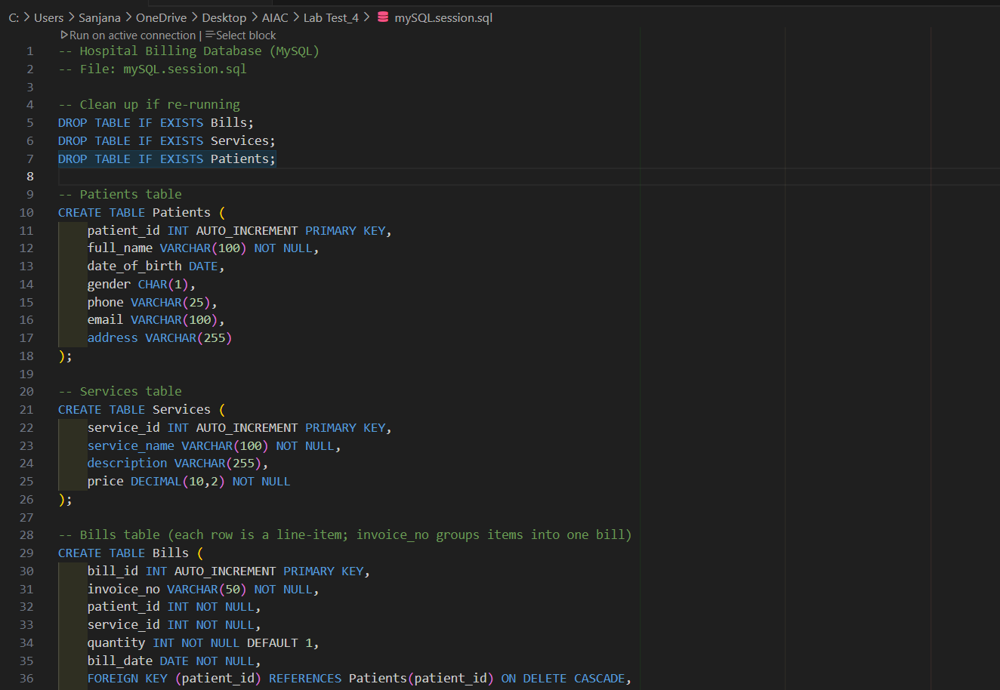 C: > Users > Sanjana > OneDrive > Desktop > AIAC > Lab Test_4 > mySQL.session.sql
Run on active connection | Select block
1 -- Hospital Billing Database (MySQL)
2 -- File: mySQL.session.sql
3
4 -- Clean up if re-running
5 DROP TABLE IF EXISTS Bills;
6 DROP TABLE IF EXISTS Services;
7 DROP TABLE IF EXISTS Patients;
8
9 -- Patients table
10 CREATE TABLE Patients (
11     patient_id INT AUTO_INCREMENT PRIMARY KEY,
12     full_name VARCHAR(100) NOT NULL,
13     date_of_birth DATE,
14     gender CHAR(1),
15     phone VARCHAR(25),
16     email VARCHAR(100),
17     address VARCHAR(255)
18 );
19
20 -- Services table
21 CREATE TABLE Services (
22     service_id INT AUTO_INCREMENT PRIMARY KEY,
23     service_name VARCHAR(100) NOT NULL,
24     description VARCHAR(255),
25     price DECIMAL(10,2) NOT NULL
26 );
27
28 -- Bills table (each row is a line-item; invoice_no groups items into one bill)
29 CREATE TABLE Bills (
30     bill_id INT AUTO_INCREMENT PRIMARY KEY,
31     invoice_no VARCHAR(50) NOT NULL,
32     patient_id INT NOT NULL,
33     service_id INT NOT NULL,
34     quantity INT NOT NULL DEFAULT 1,
35     bill_date DATE NOT NULL,
36     FOREIGN KEY (patient_id) REFERENCES Patients(patient_id) ON DELETE CASCADE,